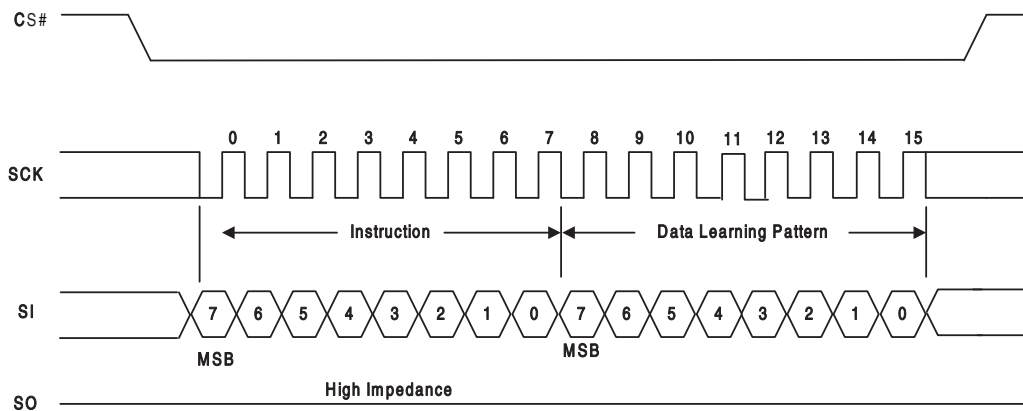 CS#
0 1 2 3 4 5 6 7 8 9 10 11 12 13 14 15
SCK
Instruction Data Learning Pattern
SI 7 6 5 4 3 2 1 0 7 6 5 4 3 2 1 0
MSB MSB
High Impedance
SO